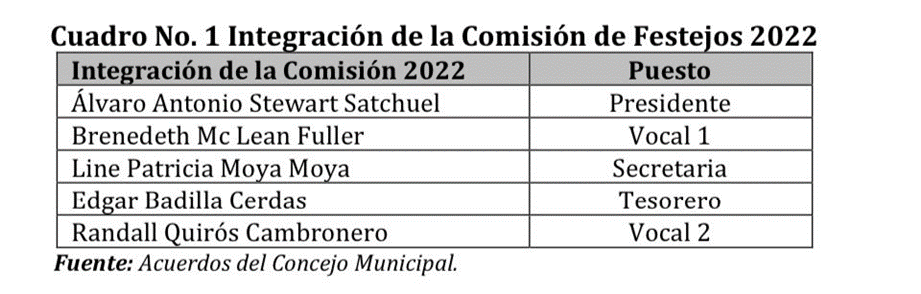 Cuadro No. 1 Integración de la Comisión de Festejos 2022
Integración de la Comisión 2022 Puesto
Álvaro Antonio Stewart Satchuel Presidente
Brenedeth Mc Lean Fuller Vocal 1
Line Patricia Moya Moya Secretaria
Edgar Badilla Cerdas Tesorero
Randall Quirós Cambronero Vocal 2
Fuente: Acuerdos del Concejo Municipal.